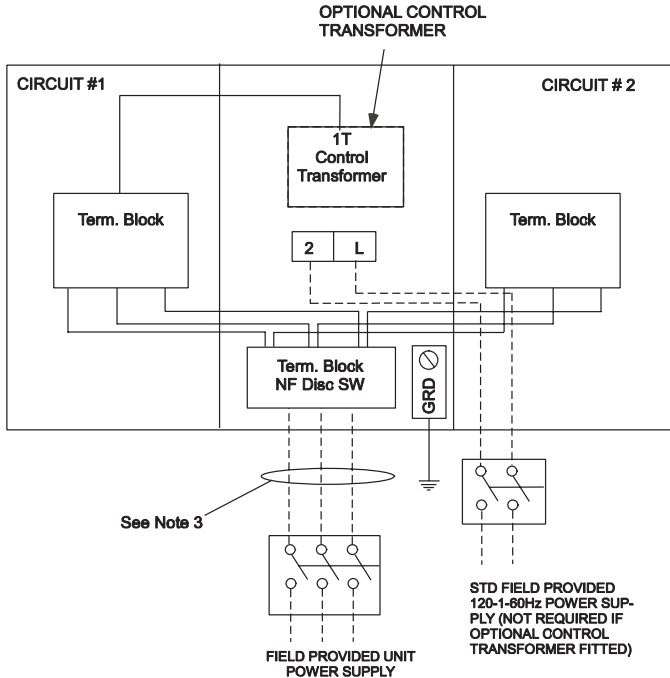 OPTIONAL CONTROL
TRANSFORMER
CIRCUIT #1
CIRCUIT # 2
1T
Control
Transformer
Term. Block
Term. Block
2
L
Term. Block
NF Disc SW
GRD
See Note 3
STD FIELD PROVIDED
120-1-60Hz POWER SUP-
PLY (NOT REQUIRED IF
OPTIONAL CONTROL
TRANSFORMER FITTED)
FIELD PROVIDED UNIT
POWER SUPPLY